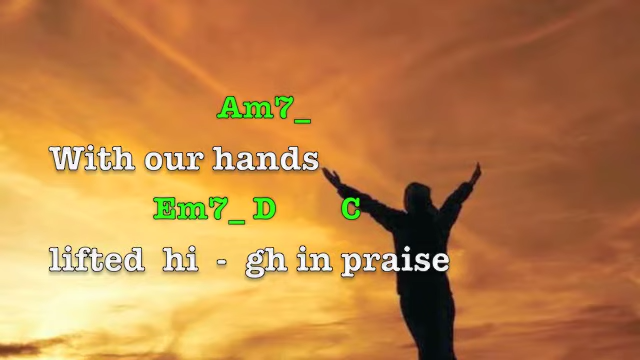 Am7_
With our hands
Em7_ D C
lifted hi - gh in praise